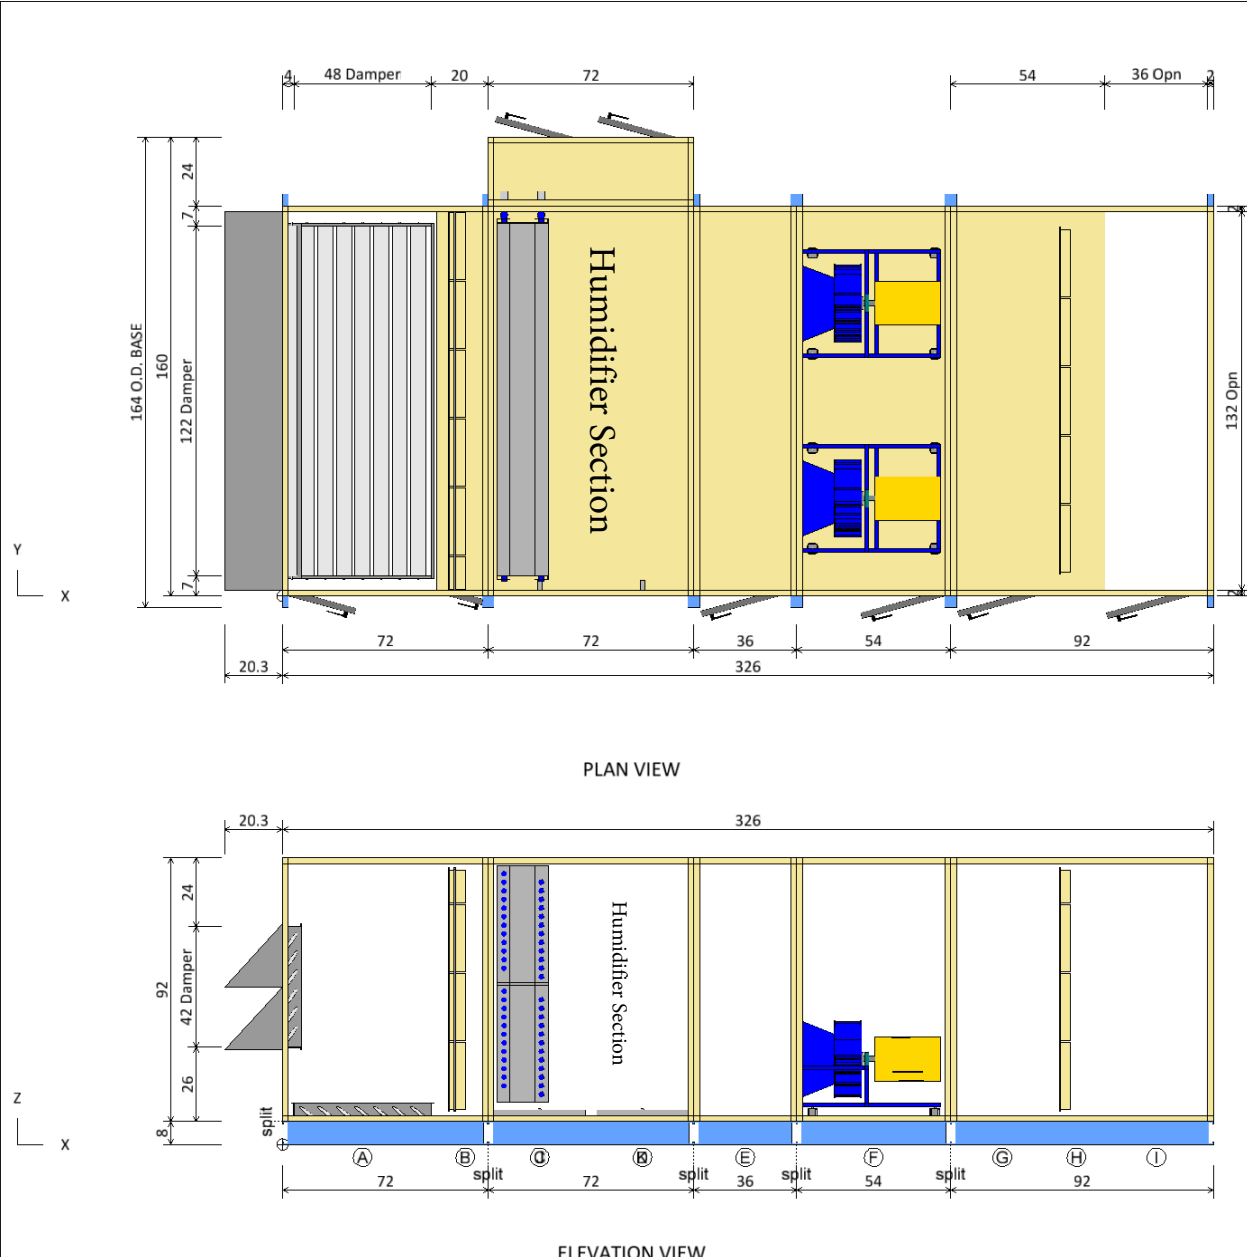 4 48 Damper 20 72 54 36 Opn 2
24
7
164 O.D. BASE
160
122 Damper
7
Humidifier Section
2
132 Opn
2
Y
X
72 72 36 54 92
20.3 326
PLAN VIEW
20.3 326
92
24
42 Damper
26
8
Humidifier Section
Z
X
split
A B C E F G H I
split split split split
72 72 36 54 92
ELEVATION VIEW